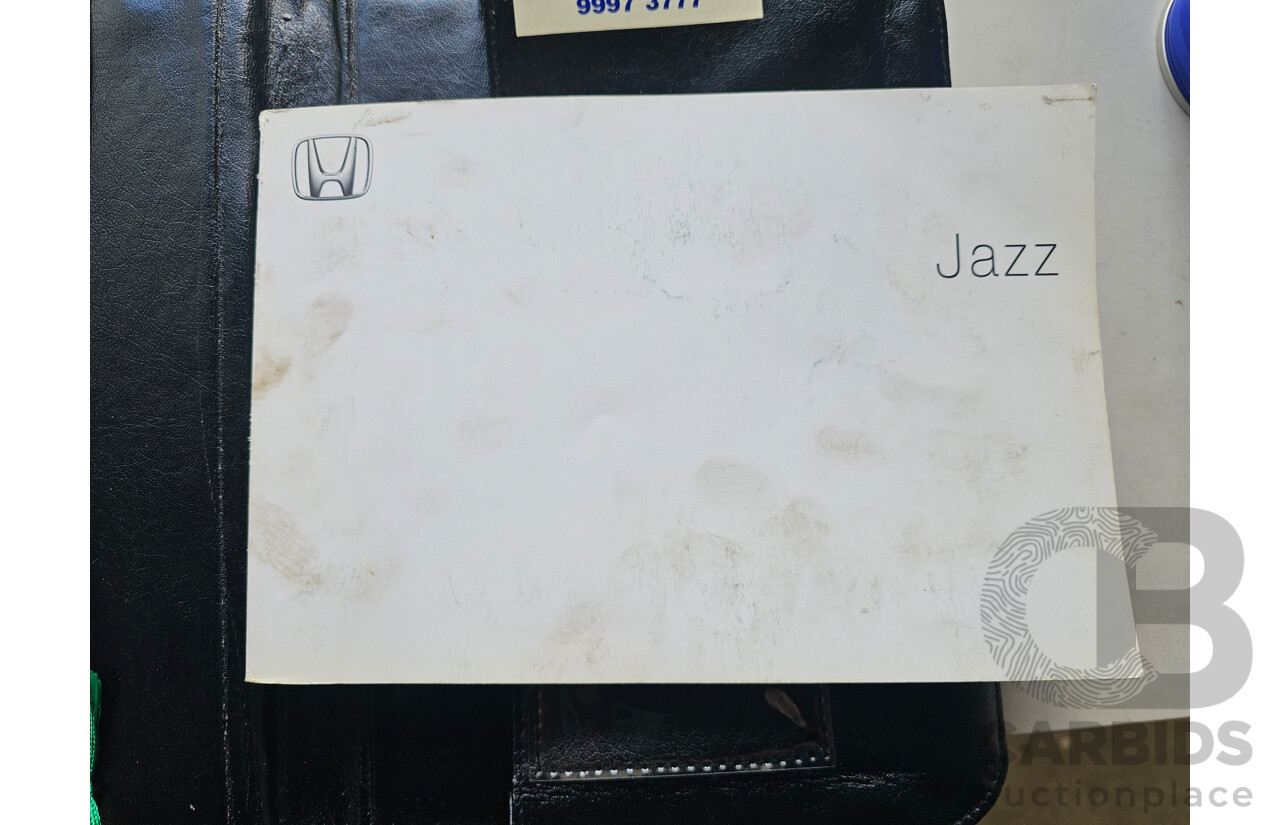 9997 3777
Jazz
CARBIDS
auctionplace